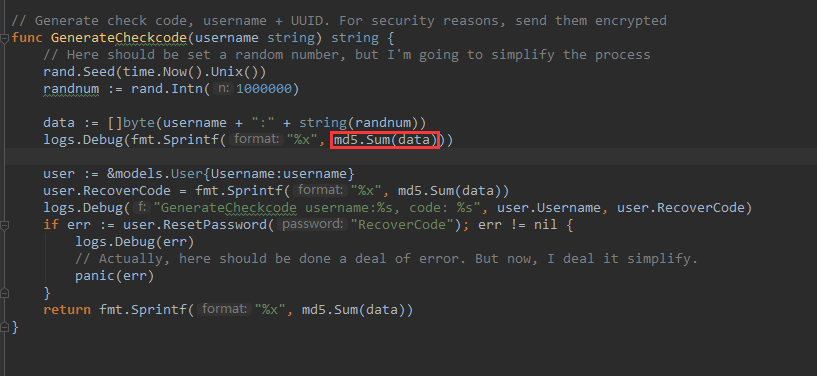 // Generate check code, username + UUID. For security reasons, send them encrypted
func GenerateCheckcode(username string) string {
// Here should be set a random number, but I'm going to simplify the process
rand.Seed(time.Now().Unix())
randnum := rand.Intn( n: 1000000)
data := []byte(username + ":" + string(randnum))
logs.Debug(fmt.Sprintf( format: "%x", md5.Sum(data)))
user := &models.User{Username:username}
user.RecoverCode = fmt.Sprintf( format: "%x", md5.Sum(data))
logs.Debug( f: "GenerateCheckcode username:%s, code: %s", user.Username, user.RecoverCode)
if err := user.ResetPassword( password: "RecoverCode"); err != nil {
logs.Debug(err)
// Actually, here should be done a deal of error. But now, I deal it simplify.
panic(err)
}
return fmt.Sprintf( format: "%x", md5.Sum(data))
}